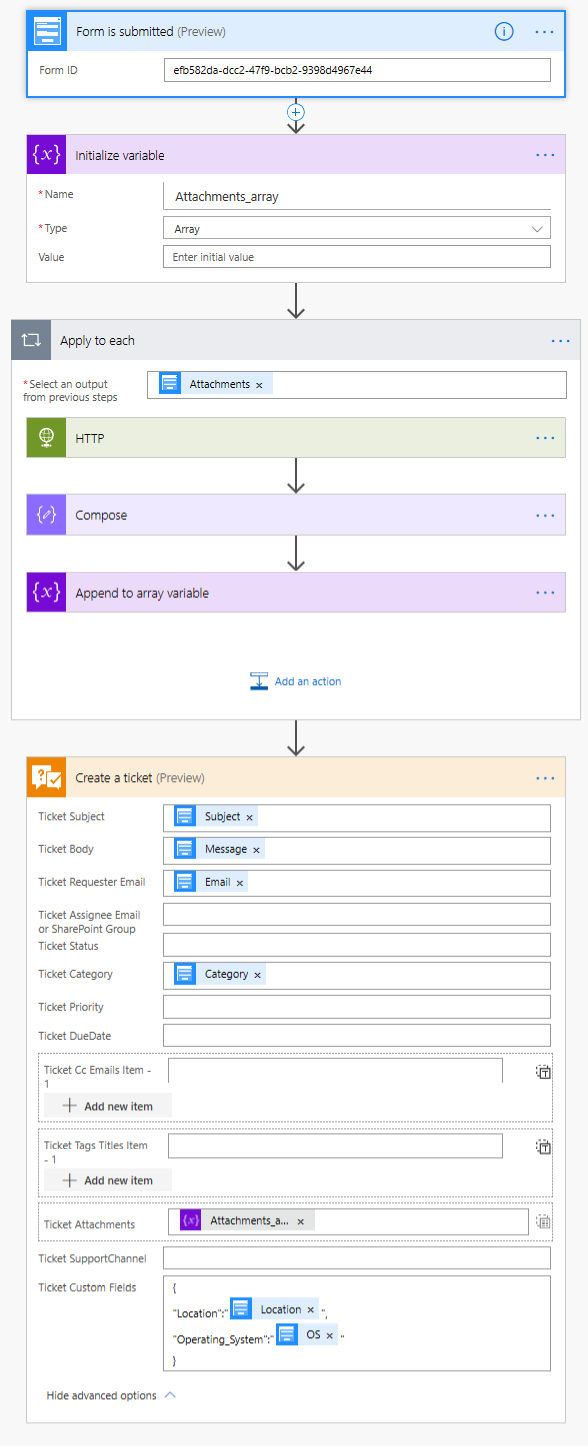 Form is submitted (Preview)
Form ID
efb582da-dcc2-47f9-bcb2-9398d4967e44
{x} Initialize variable
* Name
Attachments_array
* Type
Array
Value
Enter initial value
Apply to each
* Select an output
from previous steps
Attachments ×
HTTP
Compose
{x} Append to array variable
Add an action
Create a ticket (Preview)
Ticket Subject
Subject ×
Ticket Body
Message ×
Ticket Requester Email
Email ×
Ticket Assignee Email
or SharePoint Group
Ticket Status
Ticket Category
Category ×
Ticket Priority
Ticket DueDate
Ticket Cc Emails Item -
1
Add new item
Ticket Tags Titles Item
- 1
Add new item
Ticket Attachments
{x} Attachments_a... ×
Ticket SupportChannel
Ticket Custom Fields
{
"Location":" Location × ",
"Operating_System":" OS × "
}
Hide advanced options